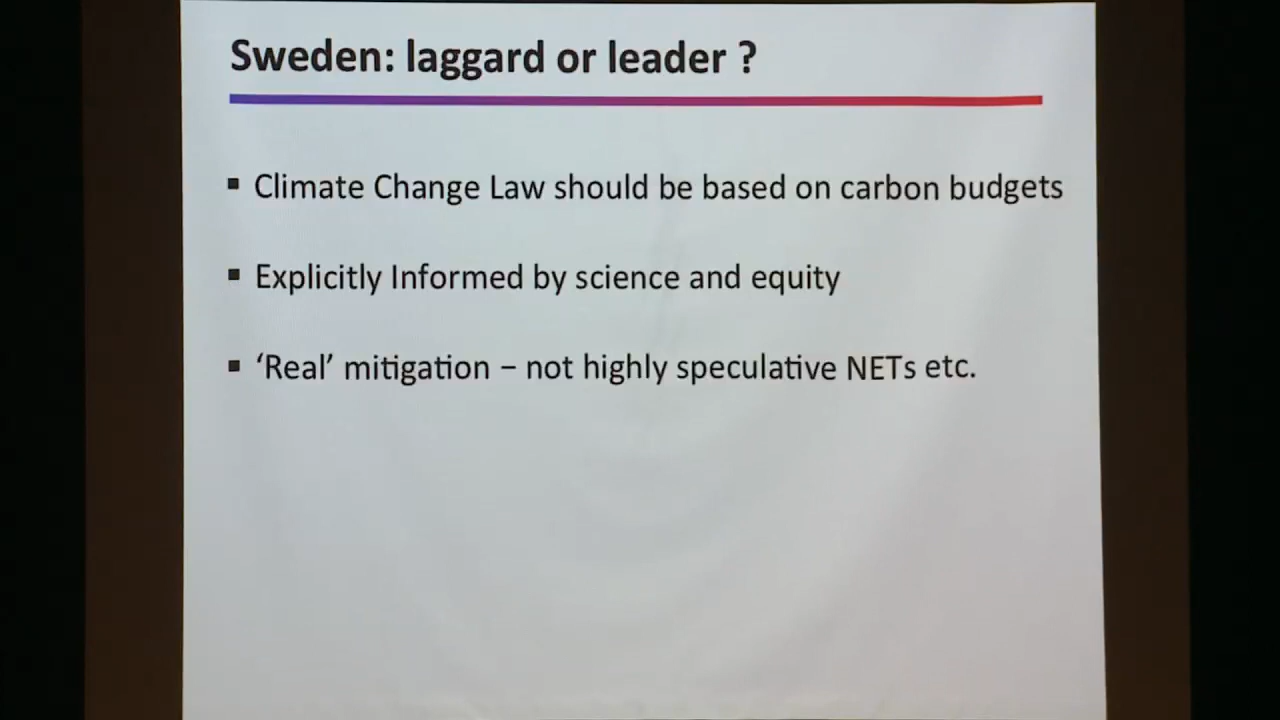 Sweden: laggard or leader ?
▪ Climate Change Law should be based on carbon budgets
▪ Explicitly Informed by science and equity
▪ ‘Real’ mitigation – not highly speculative NETs etc.